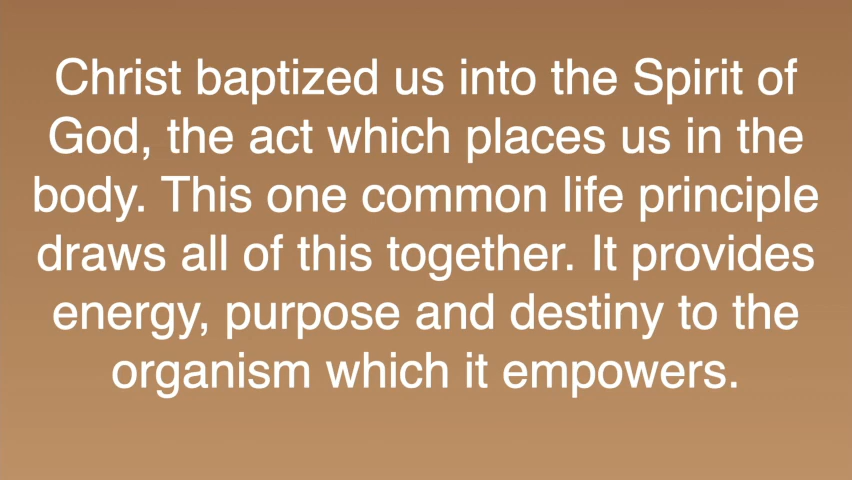 Christ baptized us into the Spirit of
God, the act which places us in the
body. This one common life principle
draws all of this together. It provides
energy, purpose and destiny to the
organism which it empowers.